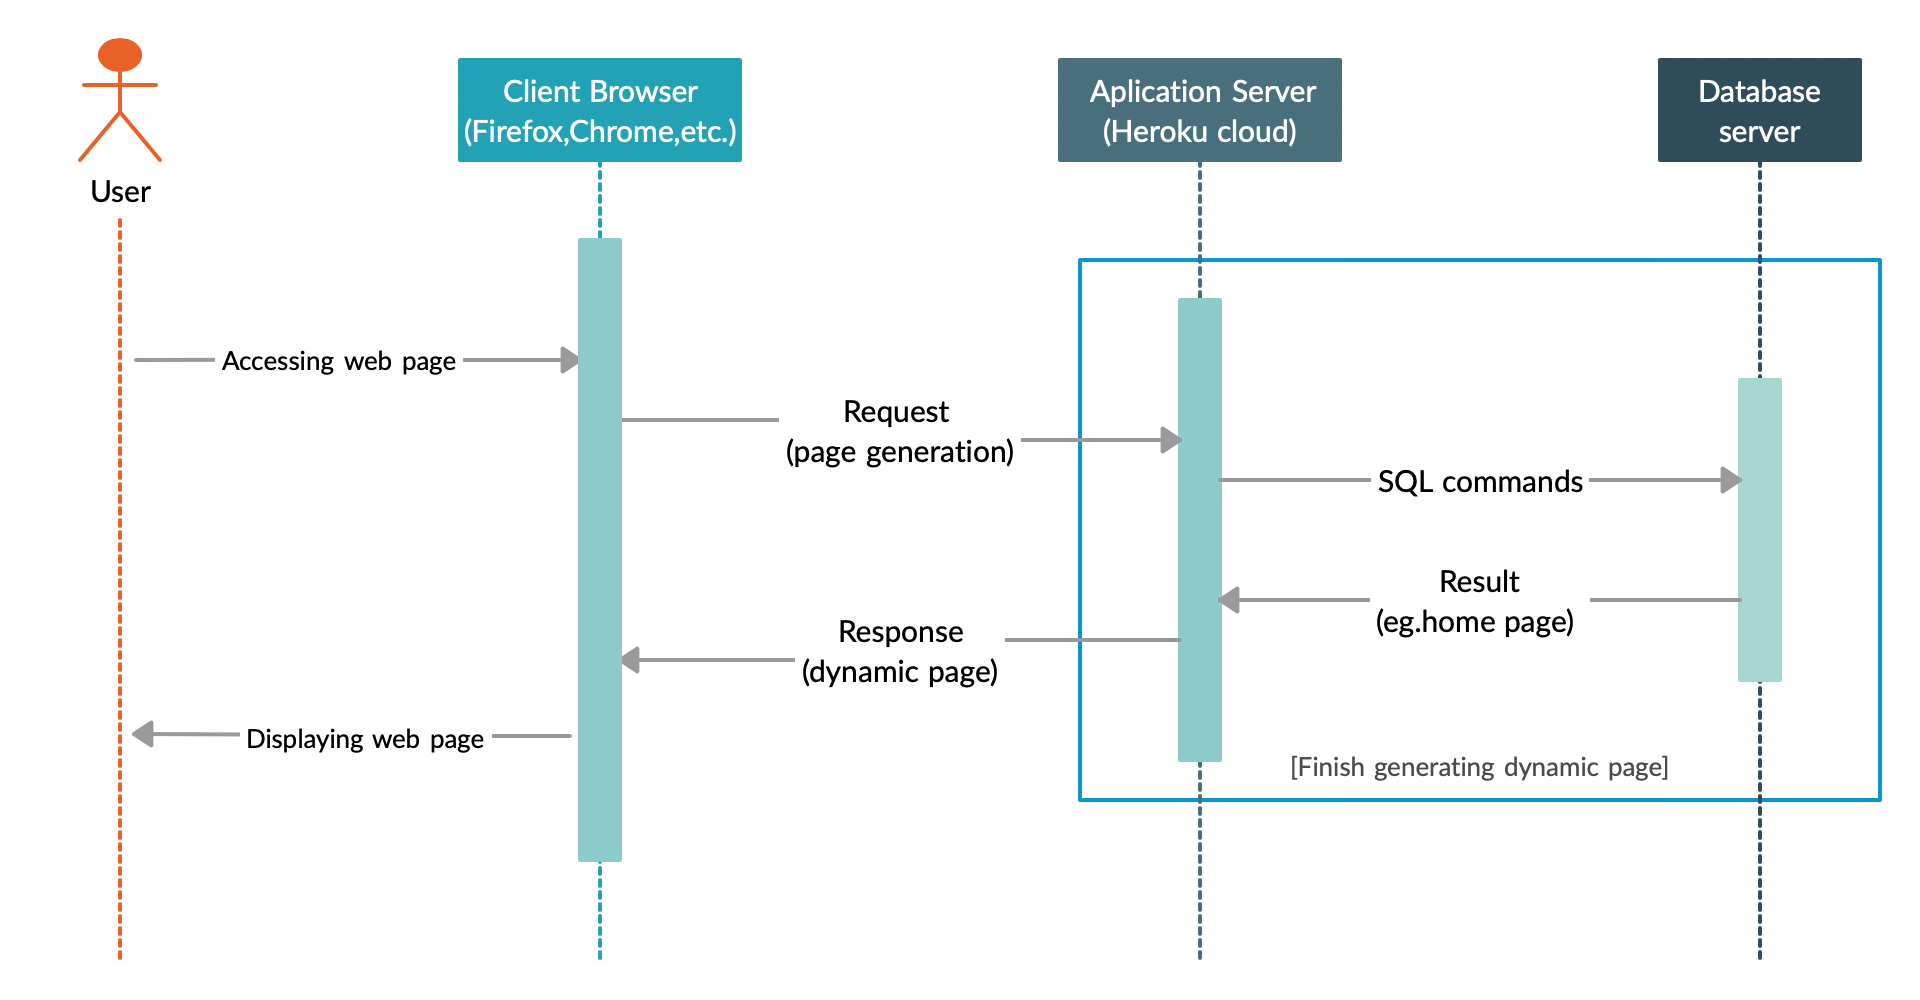 User
Client Browser
(Firefox,Chrome,etc.)
Aplication Server
(Heroku cloud)
Database
server
Accessing web page
Request
(page generation)
SQL commands
Result
(eg.home page)
Response
(dynamic page)
Displaying web page
[Finish generating dynamic page]